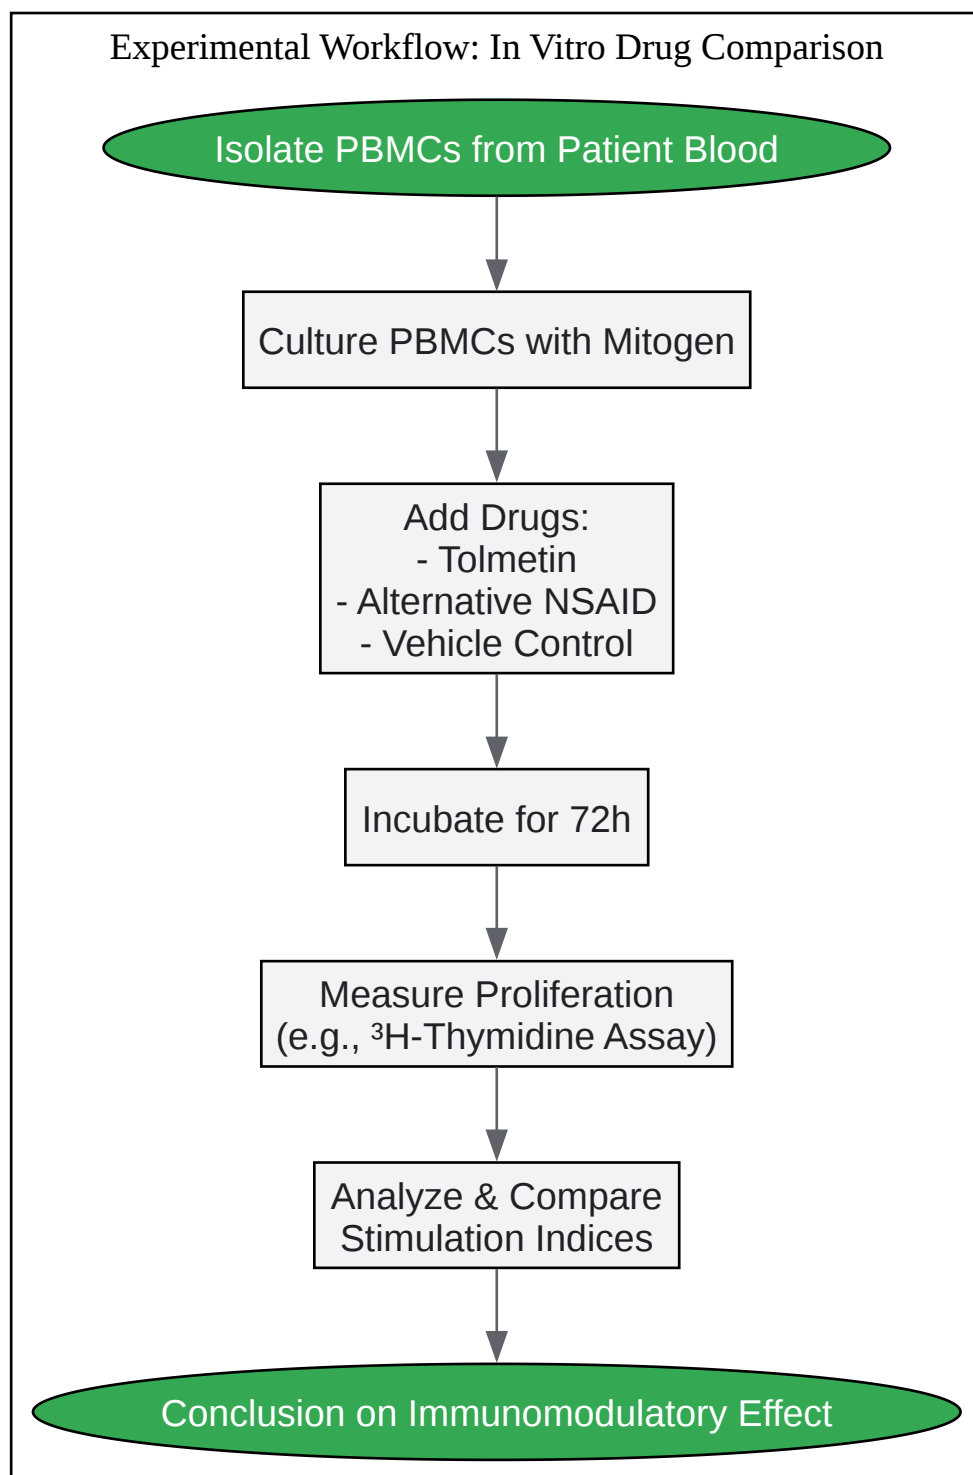 Experimental Workflow: In Vitro Drug Comparison
Isolate PBMCs from Patient Blood
Culture PBMCs with Mitogen
Add Drugs:
- Tolmetin
- Alternative NSAID
- Vehicle Control
Incubate for 72h
Measure Proliferation
(e.g., ³H-Thymidine Assay)
Analyze & Compare
Stimulation Indices
Conclusion on Immunomodulatory Effect